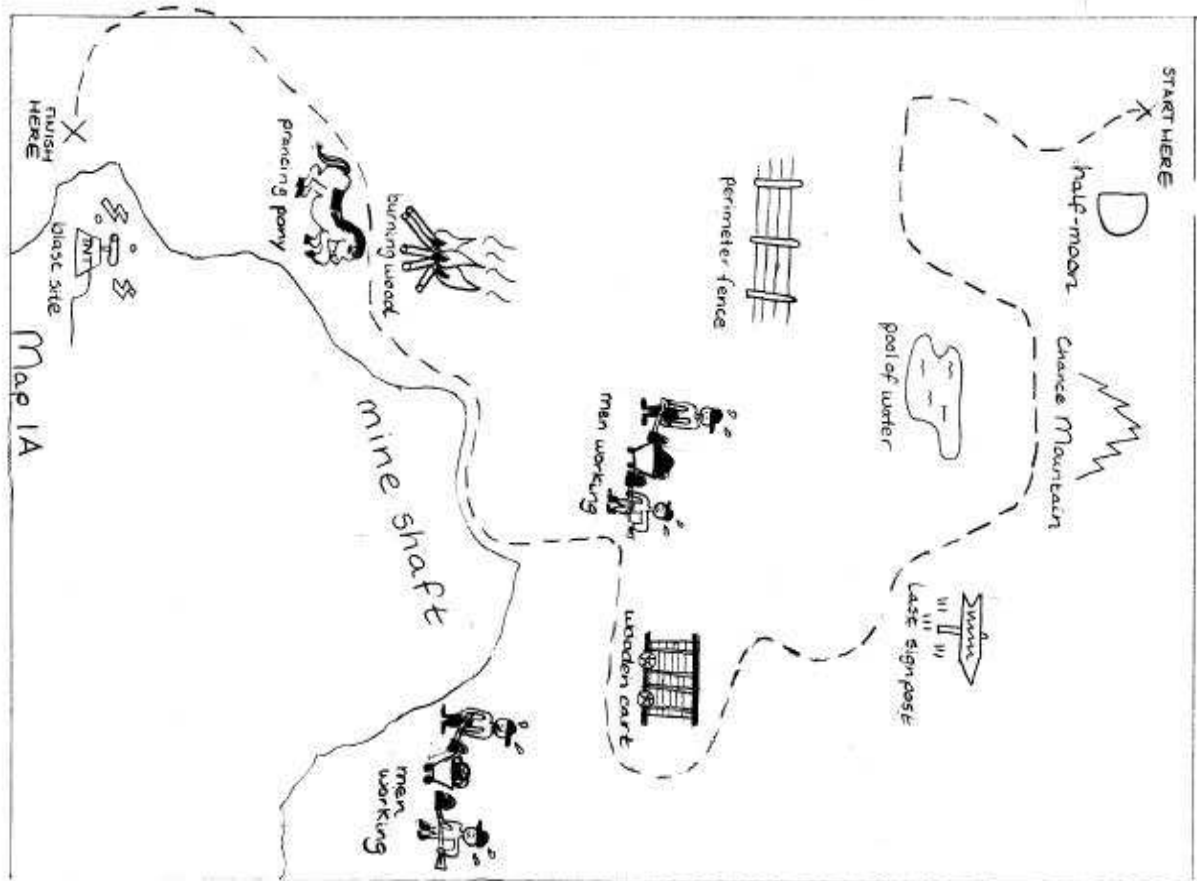 START HERE
half-moon
Chance Mountain
Last signpost
pool of water
perimeter fence
wooden cart
men working
mine shaft
men
working
burning wood
prancing pony
TNT
blast site
FINISH
HERE
Map 1A